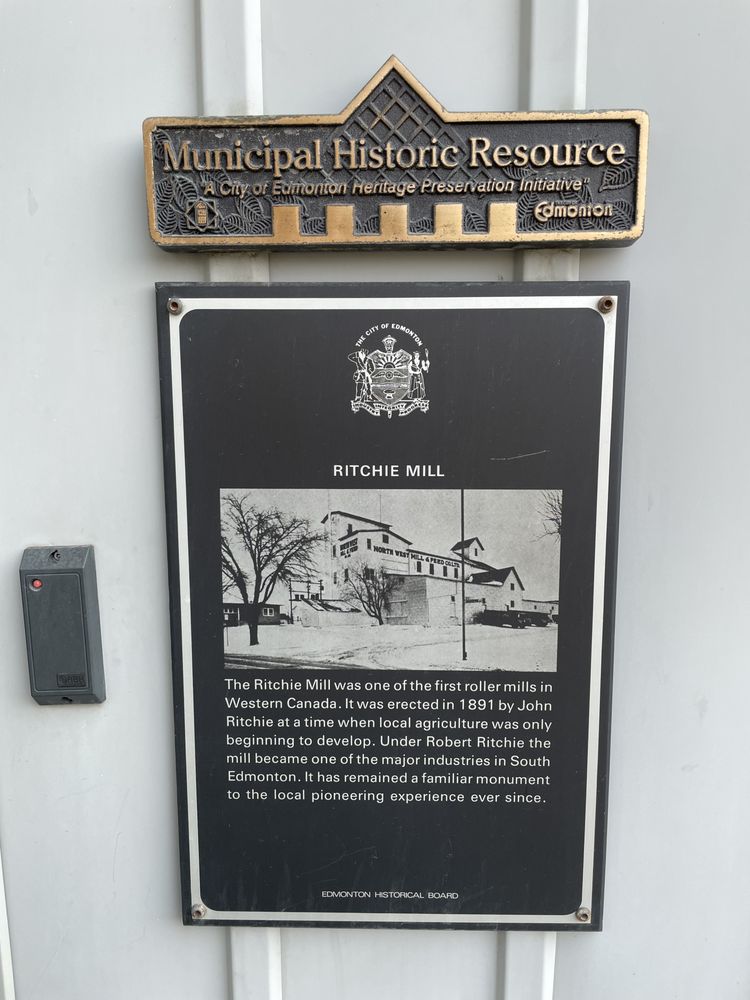 Municipal Historic Resource
"A City of Edmonton Heritage Preservation Initiative"
Edmonton
THE CITY OF EDMONTON
RITCHIE MILL
NORTH WEST MILL & FEED CO. LTD.
The Ritchie Mill was one of the first roller mills in
Western Canada. It was erected in 1891 by John
Ritchie at a time when local agriculture was only
beginning to develop. Under Robert Ritchie the
mill became one of the major industries in South
Edmonton. It has remained a familiar monument
to the local pioneering experience ever since.
EDMONTON HISTORICAL BOARD